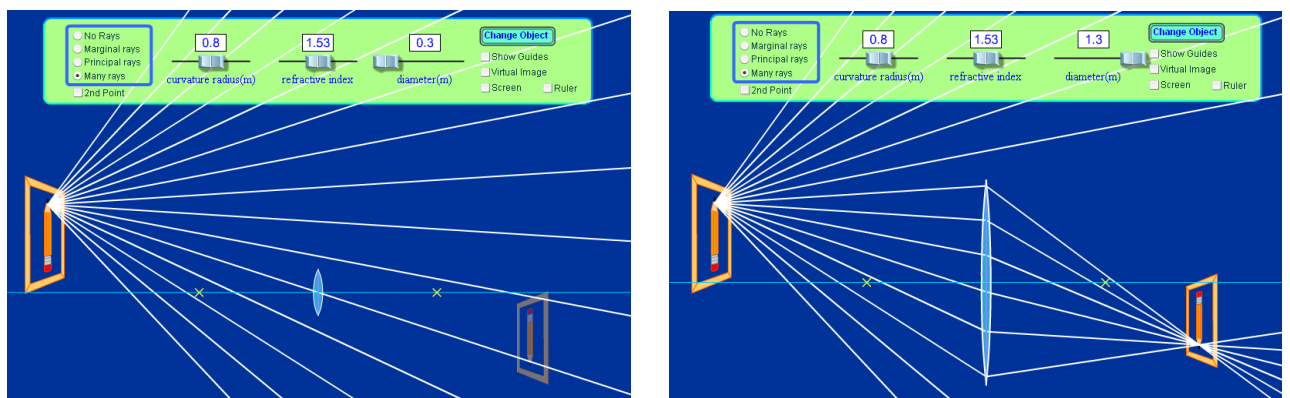 No Rays
Marginal rays
Principal rays
Many rays
2nd Point
0.8
curvature radius(m)
1.53
refractive index
0.3
diameter(m)
Change Object
Show Guides
Virtual Image
Screen
Ruler
No Rays
Marginal rays
Principal rays
Many rays
2nd Point
0.8
curvature radius(m)
1.53
refractive index
1.3
diameter(m)
Change Object
Show Guides
Virtual Image
Screen
Ruler